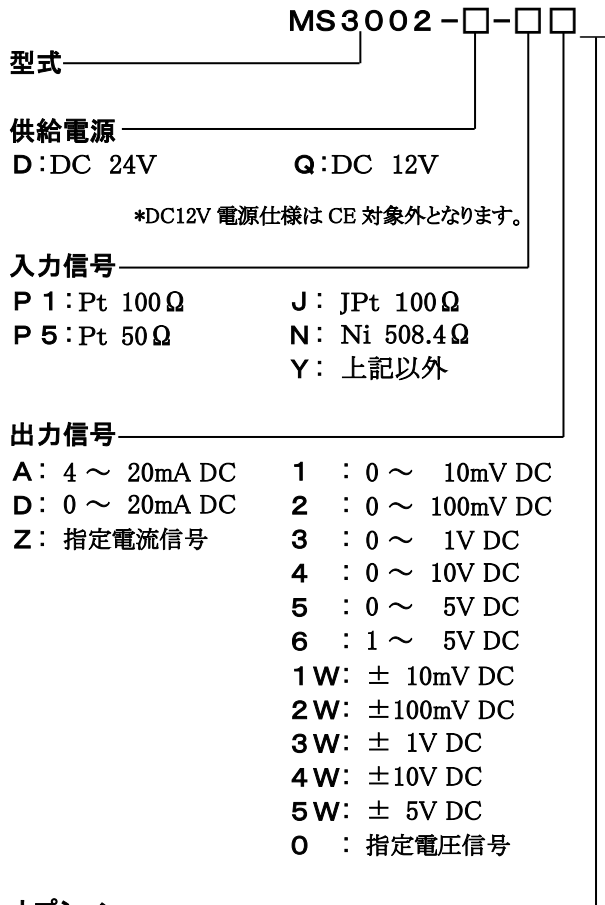 MS3002-□-□□
型式
供給電源
D:DC 24V Q:DC 12V
*DC12V 電源仕様は CE 対象外となります。
入力信号
P1:Pt 100Ω J: JPt 100Ω
P5:Pt 50Ω N: Ni 508.4Ω
Y: 上記以外
出力信号
A: 4～ 20mA DC 1 : 0～ 10mV DC
D: 0～ 20mA DC 2 : 0～ 100mV DC
Z: 指定電流信号 3 : 0～ 1V DC
4 : 0～ 10V DC
5 : 0～ 5V DC
6 : 1～ 5V DC
1W: ± 10mV DC
2W: ±100mV DC
3W: ± 1V DC
4W: ±10V DC
5W: ± 5V DC
0 : 指定電圧信号